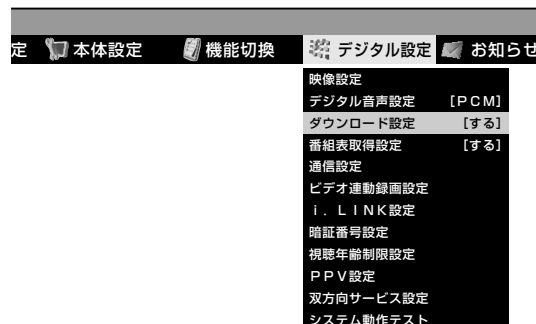 定 本体設定 機能切換 デジタル設定 お知らせ
映像設定
デジタル音声設定 [PCM]
ダウンロード設定 [する]
番組表取得設定 [する]
通信設定
ビデオ連動録画設定
i.LINK設定
暗証番号設定
視聴年齢制限設定
PPV設定
双方向サービス設定
システム動作テスト